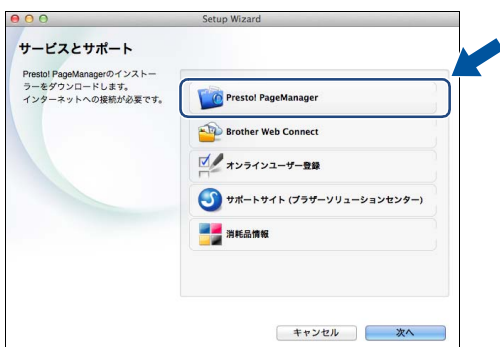 Setup Wizard
サービスとサポート
Presto! PageManagerのインストー
ラーをダウンロードします。
インターネットへの接続が必要です。
Presto! PageManager
Brother Web Connect
オンラインユーザー登録
サポートサイト (ブラザーソリューションセンター)
消耗品情報
キャンセル
次へ